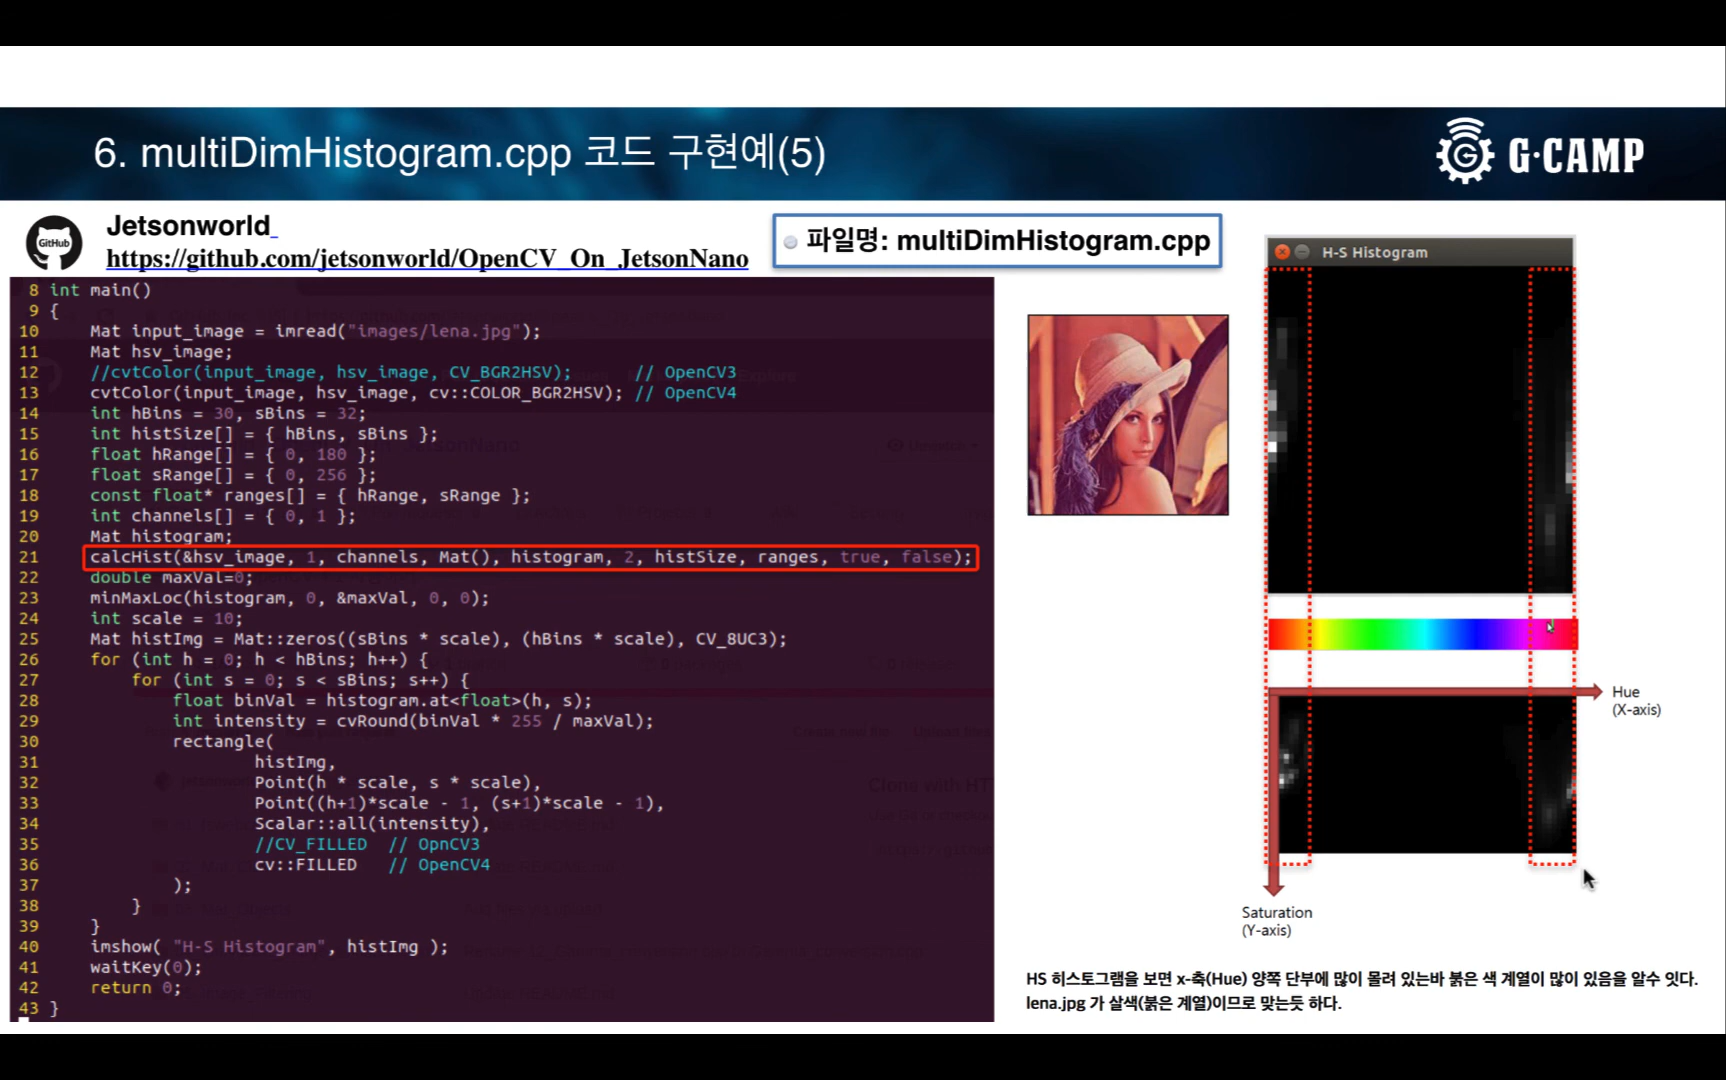 6. multiDimHistogram.cpp 코드 구현예(5)
G·CAMP
GitHub
Jetsonworld
https://github.com/jetsonworld/OpenCV_On_JetsonNano
파일명: multiDimHistogram.cpp
8 int main()
9 {
10 Mat input_image = imread("images/lena.jpg");
11 Mat hsv_image;
12 //cvtColor(input_image, hsv_image, CV_BGR2HSV); // OpenCV3
13 cvtColor(input_image, hsv_image, cv::COLOR_BGR2HSV); // OpenCV4
14 int hBins = 30, sBins = 32;
15 int histSize[] = { hBins, sBins };
16 float hRange[] = { 0, 180 };
17 float sRange[] = { 0, 256 };
18 const float* ranges[] = { hRange, sRange };
19 int channels[] = { 0, 1 };
20 Mat histogram;
21 calcHist(&hsv_image, 1, channels, Mat(), histogram, 2, histSize, ranges, true, false);
22 double maxVal=0;
23 minMaxLoc(histogram, 0, &maxVal, 0, 0);
24 int scale = 10;
25 Mat histImg = Mat::zeros((sBins * scale), (hBins * scale), CV_8UC3);
26 for (int h = 0; h < hBins; h++) {
27 for (int s = 0; s < sBins; s++) {
28 float binVal = histogram.at<float>(h, s);
29 int intensity = cvRound(binVal * 255 / maxVal);
30 rectangle(
31 histImg,
32 Point(h * scale, s * scale),
33 Point((h+1)*scale - 1, (s+1)*scale - 1),
34 Scalar::all(intensity),
35 //CV_FILLED // OpnCV3
36 cv::FILLED // OpenCV4
37 );
38 }
39 }
40 imshow( "H-S Histogram", histImg );
41 waitKey(0);
42 return 0;
43 }
H-S Histogram
Hue
(X-axis)
Saturation
(Y-axis)
HS 히스토그램을 보면 x-축(Hue) 양쪽 단부에 많이 몰려 있는바 붉은 색 계열이 많이 있음을 알수 잇다.
lena.jpg 가 살색(붉은 계열)이므로 맞는듯 하다.